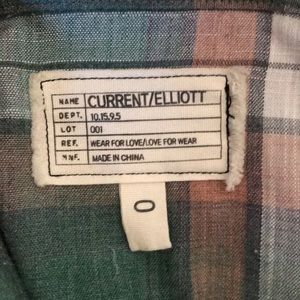 NAME CURRENT/ELLIOTT
DEPT. 10.15.9.5
LOT 001
REF. WEAR FOR LOVE/LOVE FOR WEAR
MNF. MADE IN CHINA
0